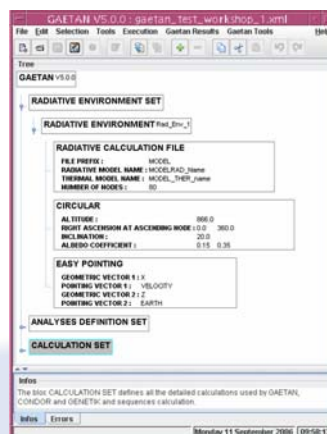 GAETAN V5.0.0 : gaetan_test_workshop_1.xml
File Edit Selection Tools Execution Gaetan Results Gaetan Tools Help
Tree
GAETAN V5.0.0
RADIATIVE ENVIRONMENT SET
RADIATIVE ENVIRONMENT Rad_Env_1
RADIATIVE CALCULATION FILE
FILE PREFIX : MODEL
RADIATIVE MODEL NAME : MODELRAD_Name
THERMAL MODEL NAME : MODEL_THER_name
NUMBER OF NODES : 80
CIRCULAR
ALTITUDE : 866.0
RIGHT ASCENSION AT ASCENDING NODE : 0.0 360.0
INCLINATION : 20.0
ALBEDO COEFFICIENT : 0.15 0.35
EASY POINTING
GEOMETRIC VECTOR 1 : X
POINTING VECTOR 1 : VELOCITY
GEOMETRIC VECTOR 2 : Z
POINTING VECTOR 2 : EARTH
ANALYSES DEFINITION SET
CALCULATION SET
Infos
The bloc CALCULATION SET defines all the detailed calculations used by GAETAN,
CONDOR and GENETIK and sequences calculation.
Infos Errors
Monday 11 September 2006 09:58:1